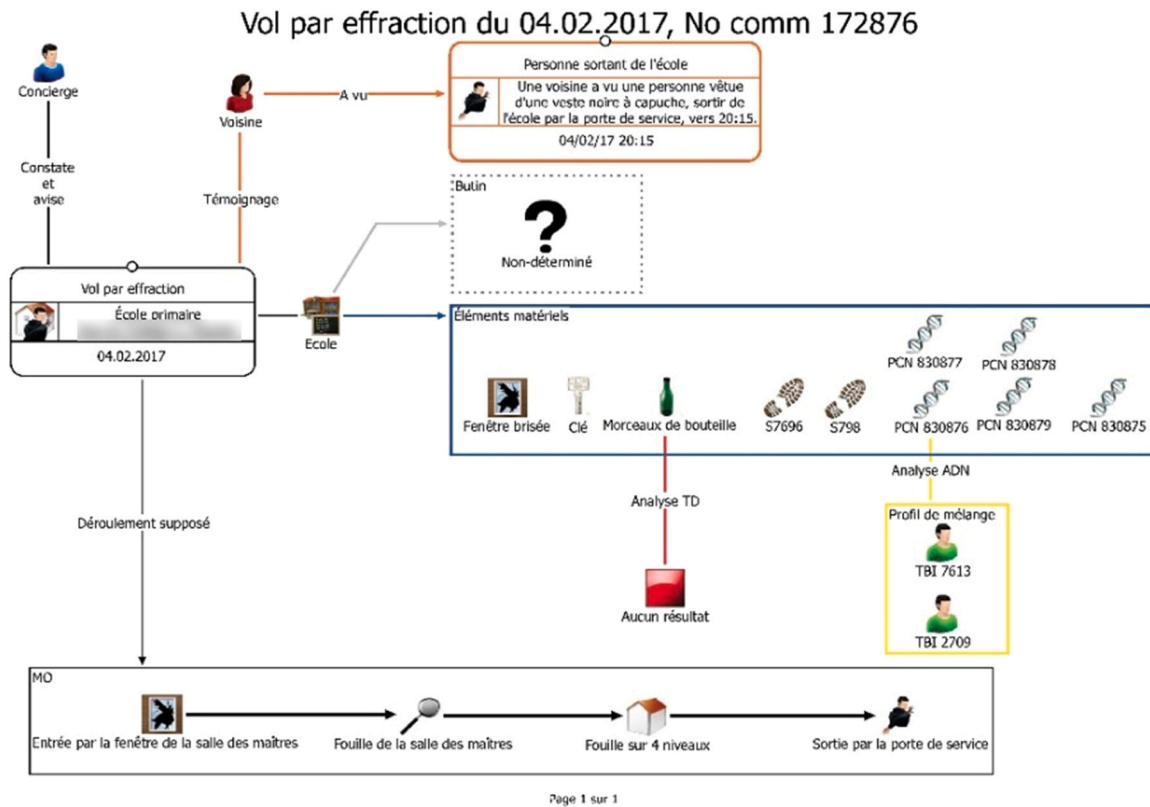 Vol par effraction du 04.02.2017, No comm 172876
Concierge
Constate
et
avise
Voisine
A vu
Témoignage
Personne sortant de l'école
Une voisine a vu une personne vêtue
d'une veste noire à capuche, sortir de
l'école par la porte de service, vers 20:15.
04/02/17 20:15
Butin
?
Non-déterminé
Vol par effraction
École primaire
04.02.2017
Ecole
Éléments matériels
PCN 830877
PCN 830878
Fenêtre brisée
Clé
Morceaux de bouteille
S7696
S798
PCN 830876
PCN 830879
PCN 830875
Analyse TD
Aucun résultat
Analyse ADN
Profil de mélange
TBI 7613
TBI 2709
Déroulement supposé
MO
Entrée par la fenêtre de la salle des maîtres
Fouille de la salle des maîtres
Fouille sur 4 niveaux
Sortie par la porte de service
Page 1 sur 1